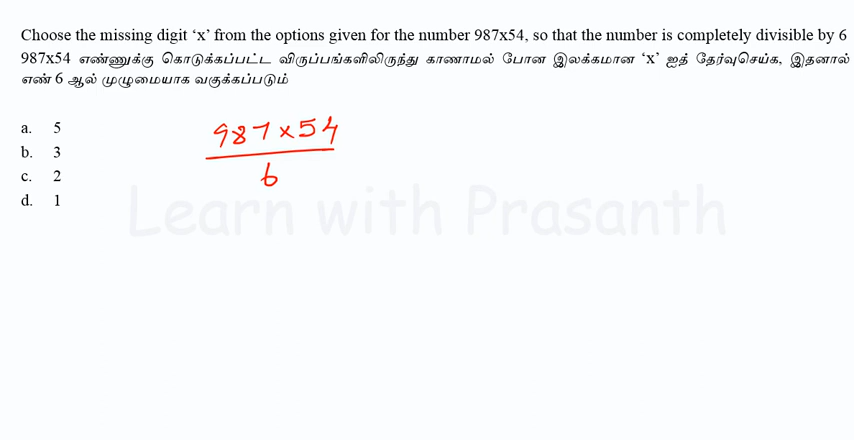 Choose the missing digit ‘x’ from the options given for the number 987x54, so that the number is completely divisible by 6
987x54 எண்ணுக்கு கொடுக்கப்பட்ட விருப்பங்களிலிருந்து காணாமல் போன இலக்கமான ‘x’ ஐத் தேர்வுசெய்க, இதனால்
எண் 6 ஆல் முழுமையாக வகுக்கப்படும்
a. 5
987x54
b. 3
6
c. 2
d. 1
Learn with Prasanth